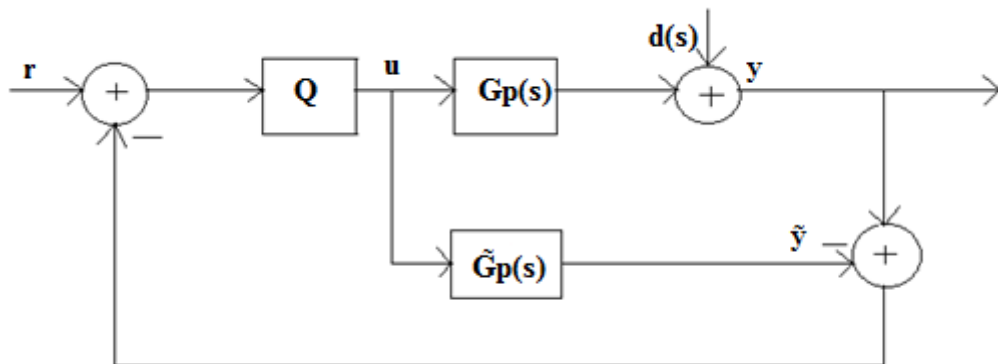 d(s)
r
+
Q
u
Gp(s)
+
y
—
G̃p(s)
ỹ
—
+